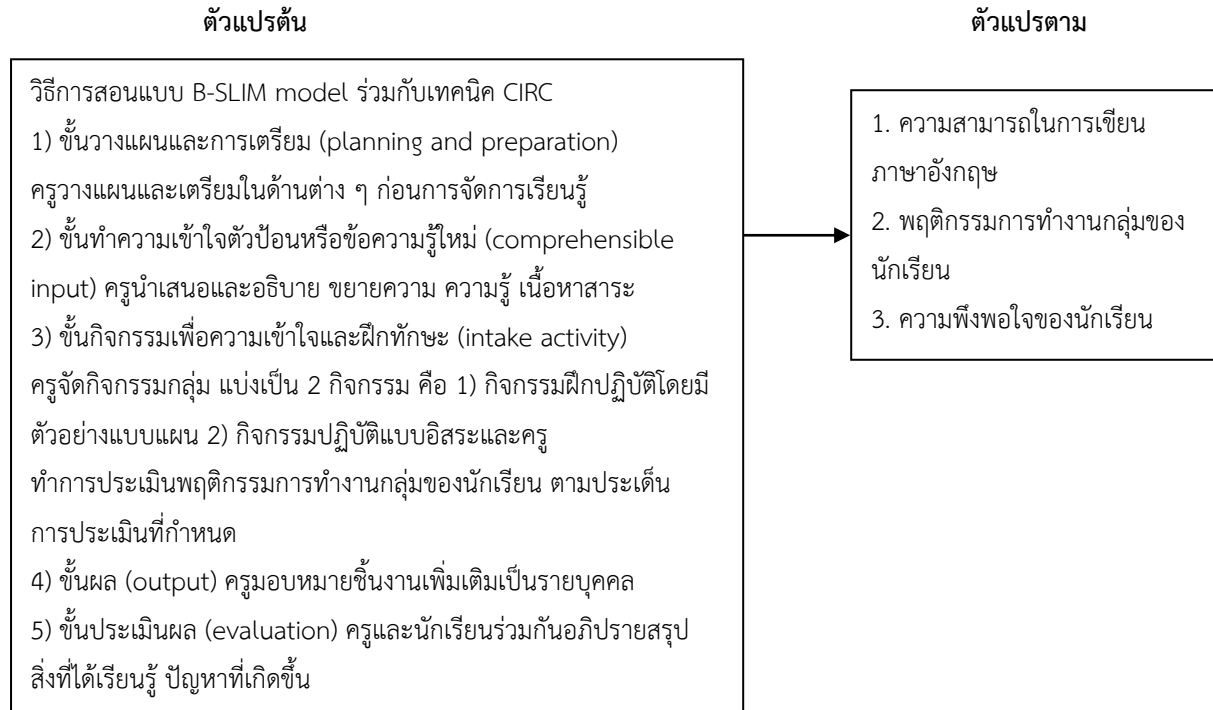 ตัวแปรต้น
ตัวแปรตาม
วิธีการสอนแบบ B-SLIM model ร่วมกับเทคนิค CIRC
1) ขั้นวางแผนและการเตรียม (planning and preparation)
ครูวางแผนและเตรียมในด้านต่าง ๆ ก่อนการจัดการเรียนรู้
2) ขั้นทำความเข้าใจตัวป้อนหรือข้อความรู้ใหม่ (comprehensible
input) ครูนำเสนอและอธิบาย ขยายความ ความรู้ เนื้อหาสาระ
3) ขั้นกิจกรรมเพื่อความเข้าใจและฝึกทักษะ (intake activity)
ครูจัดกิจกรรมกลุ่ม แบ่งเป็น 2 กิจกรรม คือ 1) กิจกรรมฝึกปฏิบัติโดยมี
ตัวอย่างแบบแผน 2) กิจกรรมปฏิบัติแบบอิสระและครู
ทำการประเมินพฤติกรรมการทำงานกลุ่มของนักเรียน ตามประเด็น
การประเมินที่กำหนด
4) ขั้นผล (output) ครูมอบหมายชิ้นงานเพิ่มเติมเป็นรายบุคคล
5) ขั้นประเมินผล (evaluation) ครูและนักเรียนร่วมกันอภิปรายสรุป
สิ่งที่ได้เรียนรู้ ปัญหาที่เกิดขึ้น
1. ความสามารถในการเขียน
ภาษาอังกฤษ
2. พฤติกรรมการทำงานกลุ่มของ
นักเรียน
3. ความพึงพอใจของนักเรียน